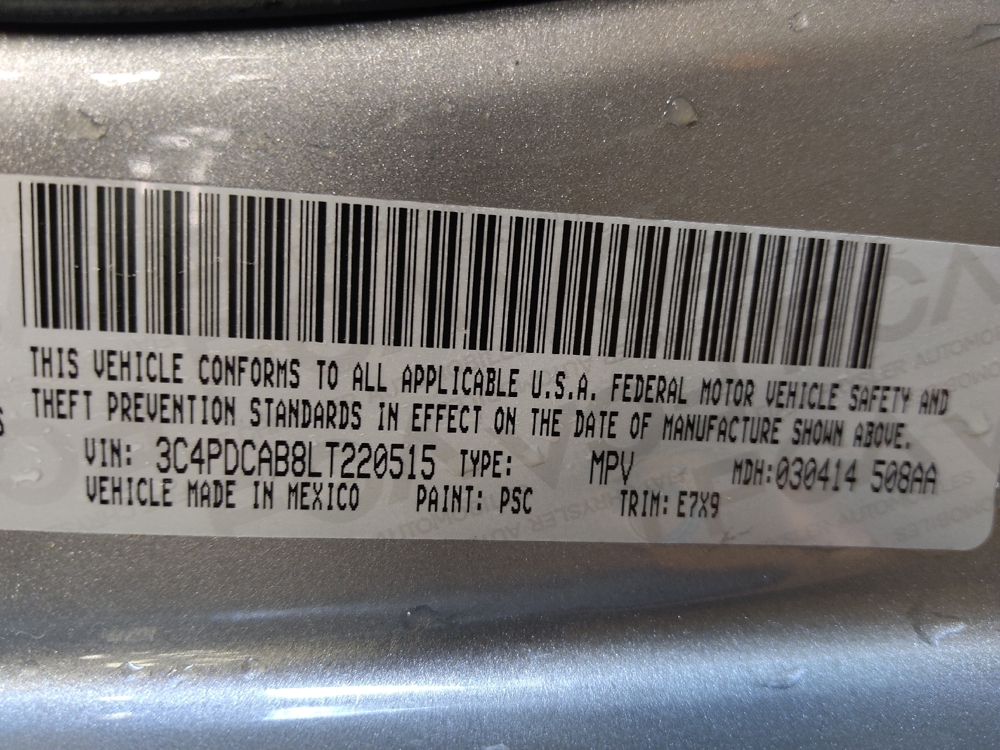 THIS VEHICLE CONFORMS TO ALL APPLICABLE U.S.A. FEDERAL MOTOR VEHICLE SAFETY AND
THEFT PREVENTION STANDARDS IN EFFECT ON THE DATE OF MANUFACTURE SHOWN ABOVE.
VIN: 3C4PDCAB8LT220515 TYPE: MPV MDH:030414 508AA
VEHICLE MADE IN MEXICO PAINT: PSC TRIM: E7X9